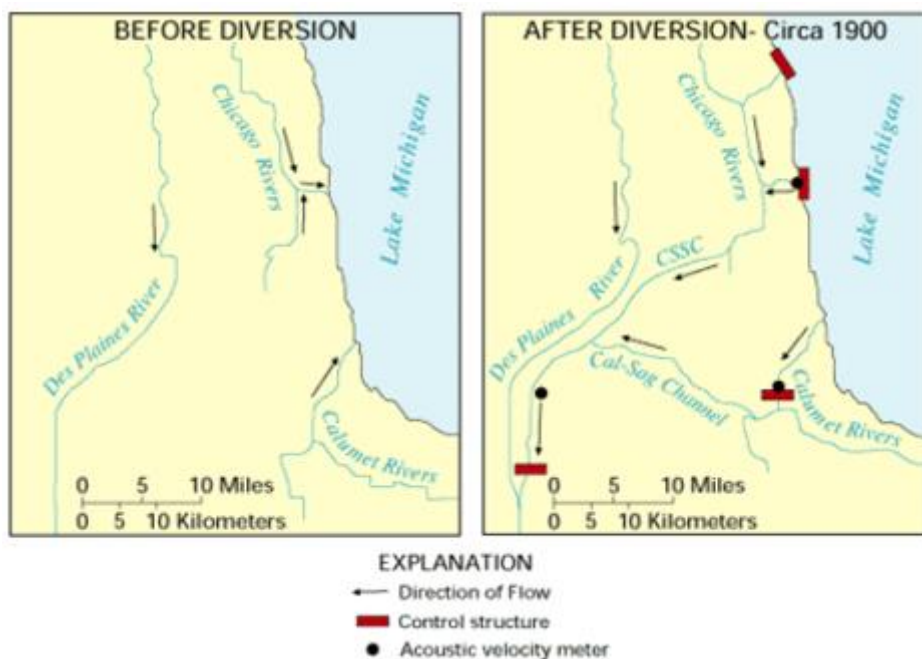 BEFORE DIVERSION
Chicago Rivers
Lake Michigan
Des Plaines River
Calumet Rivers
0 5 10 Miles
0 5 10 Kilometers
AFTER DIVERSION- Circa 1900
Chicago Rivers
Lake Michigan
CSSC
Des Plaines River
Cal-Sag Channel
Calumet Rivers
0 5 10 Miles
0 5 10 Kilometers
EXPLANATION
Direction of Flow
Control structure
Acoustic velocity meter